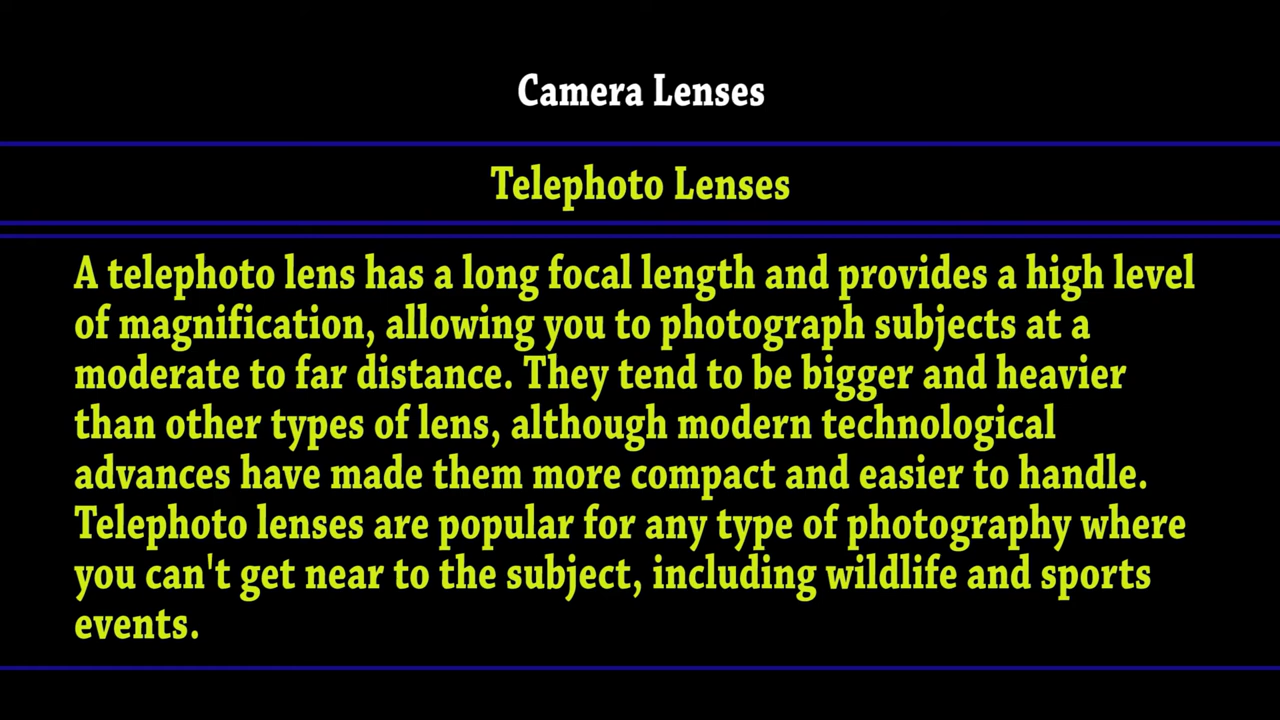 Camera Lenses
Telephoto Lenses
A telephoto lens has a long focal length and provides a high level
of magnification, allowing you to photograph subjects at a
moderate to far distance. They tend to be bigger and heavier
than other types of lens, although modern technological
advances have made them more compact and easier to handle.
Telephoto lenses are popular for any type of photography where
you can't get near to the subject, including wildlife and sports
events.